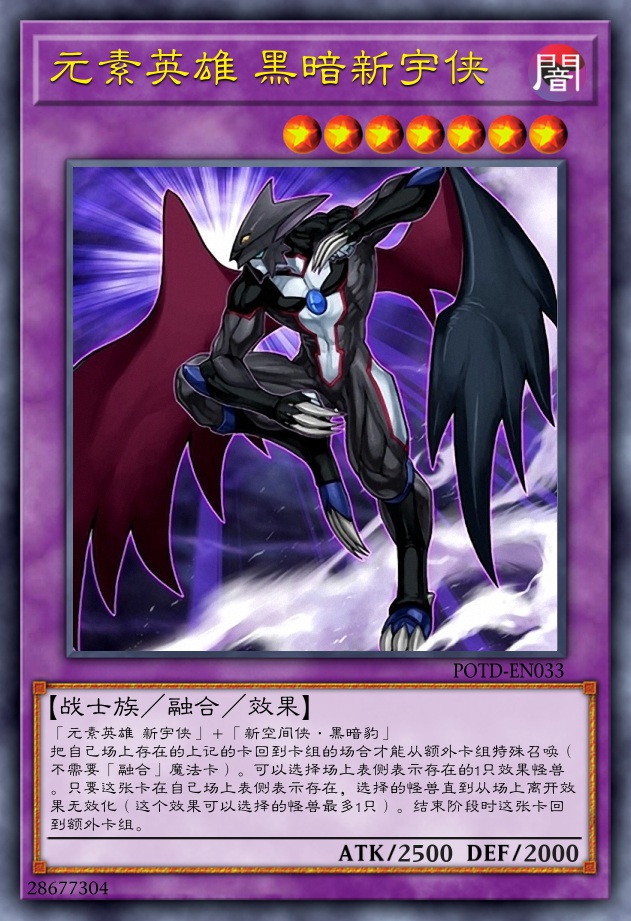 元素英雄 黑暗新宇侠
闇
POTD-EN033
【战士族／融合／效果】
「元素英雄 新宇侠」＋「新空间侠·黑暗豹」
把自己场上存在的上记的卡回到卡组的场合才能从额外卡组特殊召唤（
不需要「融合」魔法卡）。可以选择场上表侧表示存在的1只效果怪兽
。只要这张卡在自己场上表侧表示存在，选择的怪兽直到从场上离开效
果无效化（这个效果可以选择的怪兽最多1只）。结束阶段时这张卡回
到额外卡组。
ATK/2500 DEF/2000
28677304